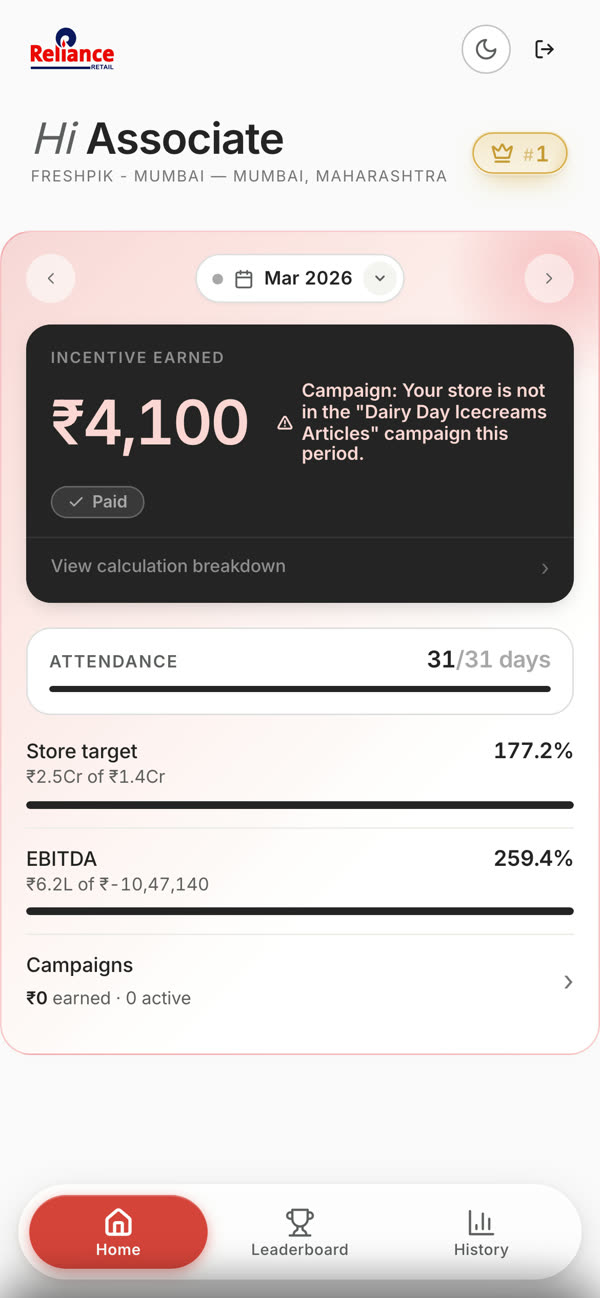 Reliance
RETAIL
Hi Associate
FRESHPIK - MUMBAI — MUMBAI, MAHARASHTRA
#1
Mar 2026
INCENTIVE EARNED
₹4,100
Campaign: Your store is not
in the "Dairy Day Icecreams
Articles" campaign this
period.
Paid
View calculation breakdown
ATTENDANCE
31/31 days
Store target
177.2%
₹2.5Cr of ₹1.4Cr
EBITDA
259.4%
₹6.2L of ₹-10,47,140
Campaigns
₹0 earned · 0 active
Home
Leaderboard
History